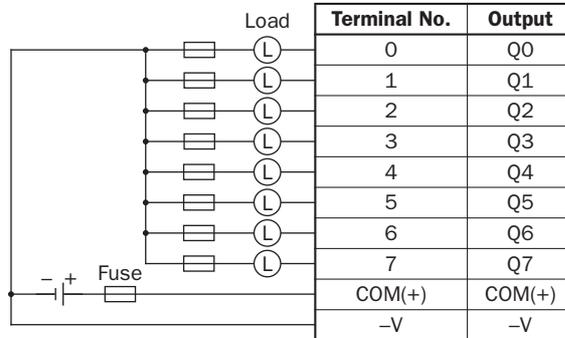 Load
Terminal No. Output
L 0 Q0
L 1 Q1
L 2 Q2
L 3 Q3
L 4 Q4
L 5 Q5
L 6 Q6
L 7 Q7
– + Fuse
COM(+) COM(+)
–V –V